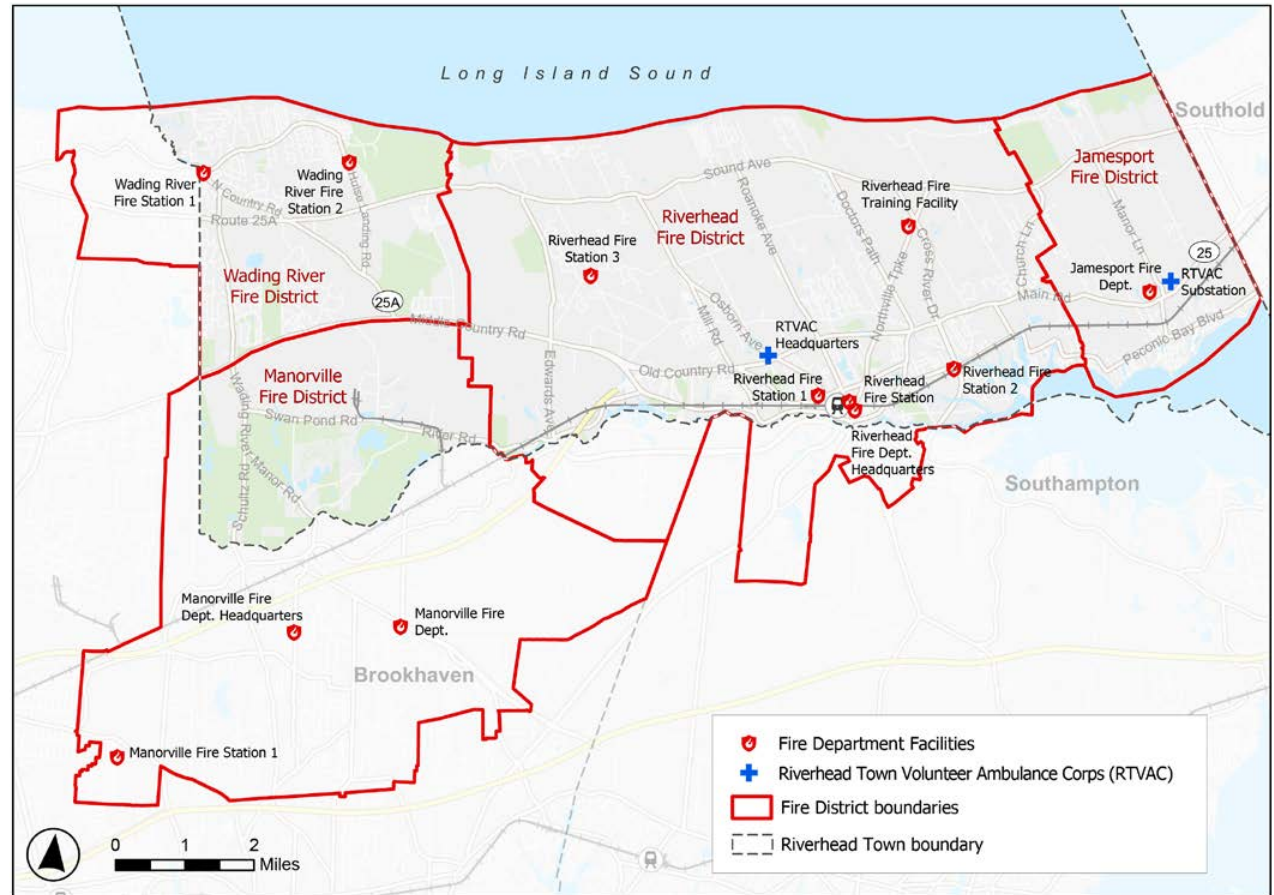 Long Island Sound
Southold
Jamesport
Fire District
Wading River
Fire Station 1
Wading
River Fire
Station 2
Hulse Landing Rd
N Country Rd
Route 25A
Sound Ave
Riverhead Fire
Training Facility
Riverhead
Fire District
Roanoke Ave
Doctors Path
Cross River Dr
Church Ln
Manor Ln
25
Riverhead Fire
Station 3
Wading River
Fire District
25A
Jamesport Fire
Dept.
RTVAC
Substation
Northville Tpke
Main Rd
Middle Country Rd
Mill Rd
Osborn Ave
RTVAC
Headquarters
Peconic Bay Blvd
Old Country Rd
Edwards Ave
Manorville
Fire District
Riverhead Fire
Station 1
Riverhead
Fire Station
Riverhead Fire
Station 2
Wading River Manor Rd
Swan Pond Rd
River Rd
Schultz Rd
Riverhead
Fire Dept.
Headquarters
Southampton
Manorville Fire
Dept. Headquarters
Manorville Fire
Dept.
Brookhaven
Manorville Fire Station 1
Fire Department Facilities
Riverhead Town Volunteer Ambulance Corps (RTVAC)
Fire District boundaries
Riverhead Town boundary
0 1 2
Miles